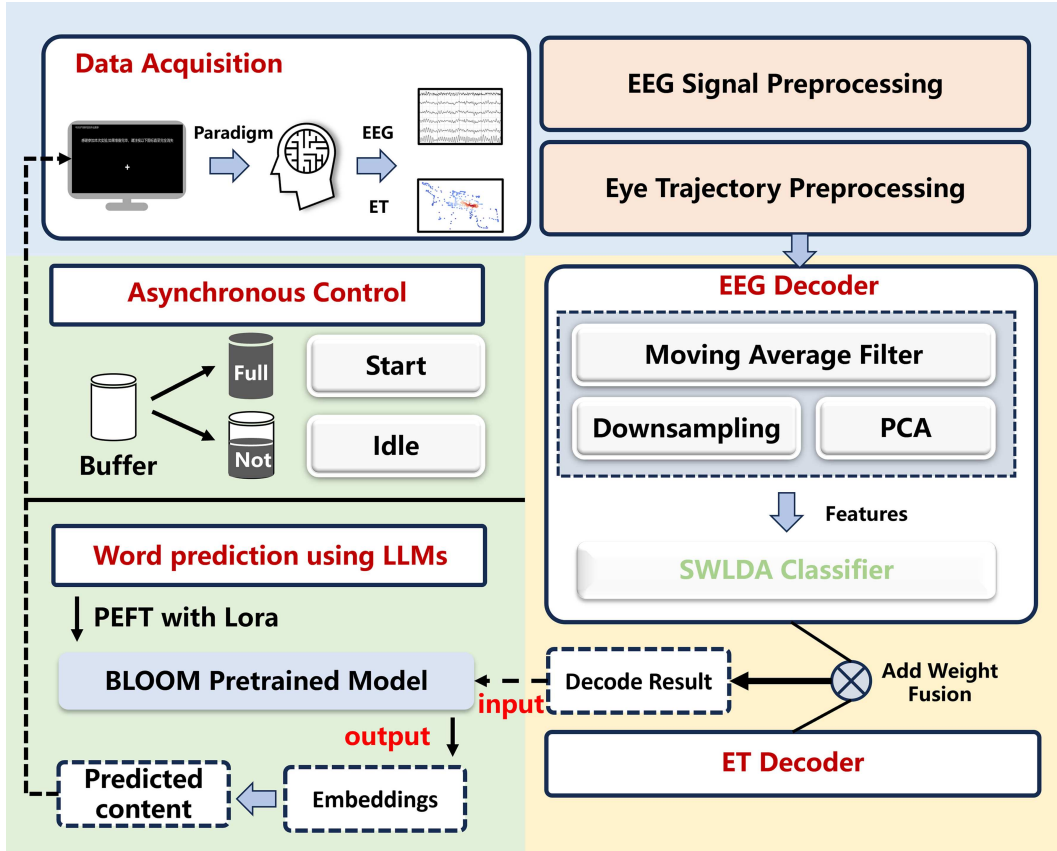 Data Acquisition
Paradigm
EEG
ET
EEG Signal Preprocessing
Eye Trajectory Preprocessing
Asynchronous Control
Buffer
Full
Not
Start
Idle
EEG Decoder
Moving Average Filter
Downsampling
PCA
Features
SWLDA Classifier
Word prediction using LLMs
PEFT with Lora
BLOOM Pretrained Model
input
Decode Result
Add Weight
Fusion
output
ET Decoder
Predicted
content
Embeddings